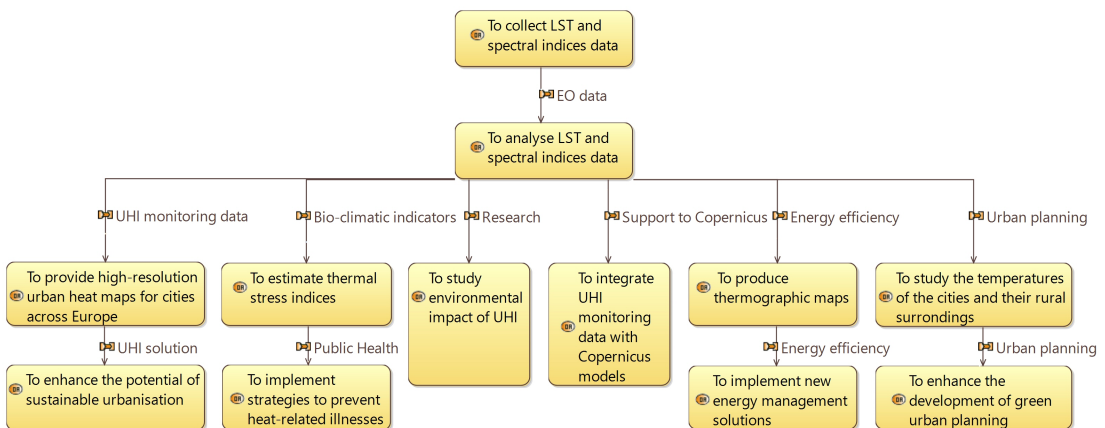 To collect LST and
spectral indices data
EO data
To analyse LST and
spectral indices data
UHI monitoring data
Bio-climatic indicators
Research
Support to Copernicus
Energy efficiency
Urban planning
To provide high-resolution
urban heat maps for cities
across Europe
To estimate thermal
stress indices
To study
environmental
impact of UHI
To integrate
UHI
monitoring
data with
Copernicus
models
To produce
thermographic maps
To study the temperatures
of the cities and their rural
surrondings
UHI solution
Public Health
Energy efficiency
Urban planning
To enhance the potential of
sustainable urbanisation
To implement
strategies to prevent
heat-related illnesses
To implement new
energy management
solutions
To enhance the
development of green
urban planning